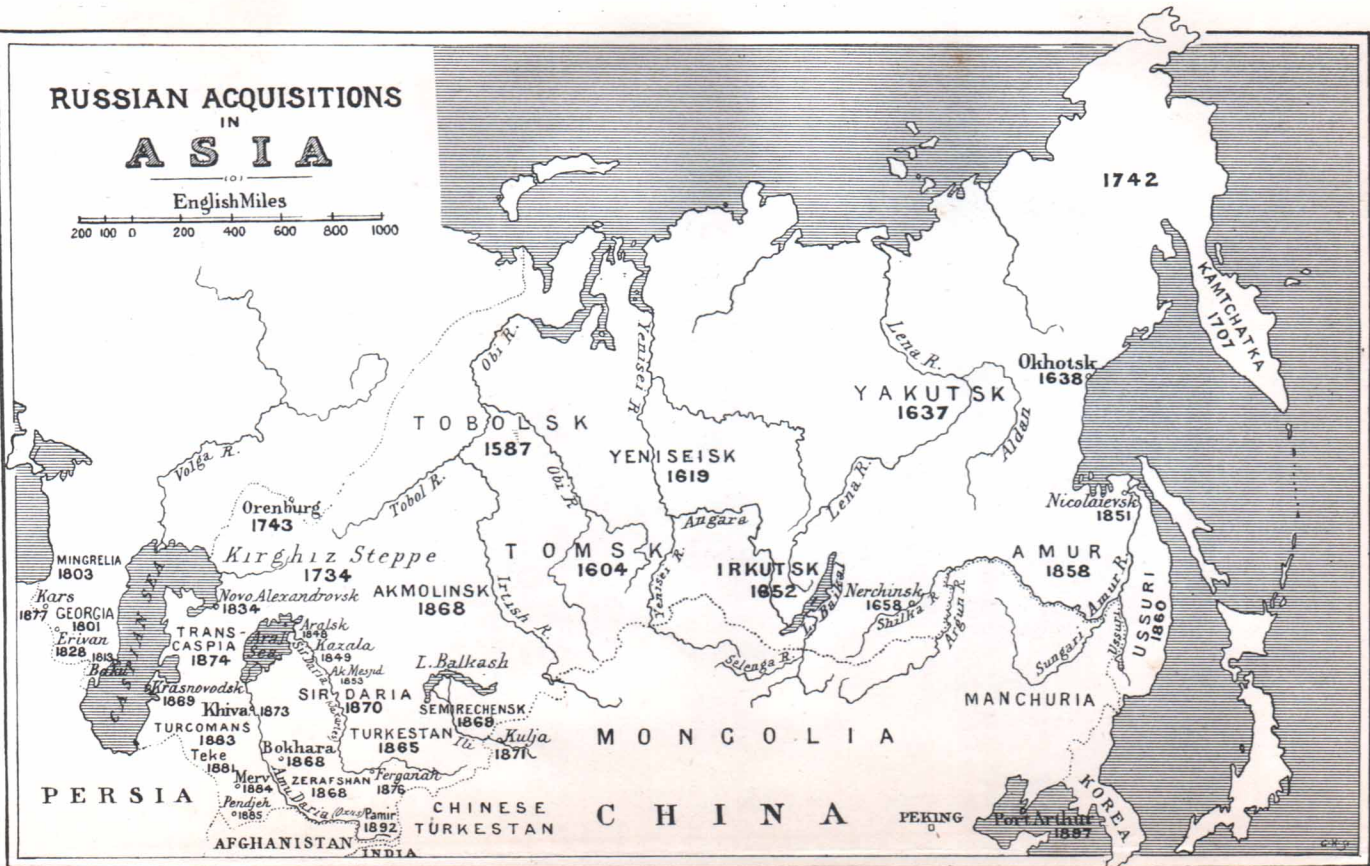 RUSSIAN ACQUISITIONS
IN
ASIA
English Miles
200 100 0 200 400 600 800 1000
1742
KAMTCHATKA
1707
Obi R.
Yenisei R.
Lena R.
Okhotsk
1638
YAKUTSK
1637
TOBOLSK
1587
Aldan
YENISEISK
1619
Volga R.
Tobol R.
Obi R.
Lena R.
Orenburg
1743
Angara
Nicolaievsk
1851
Kirghiz Steppe
1734
TOMSK
1604
IRKUTSK
1652
AMUR
1858
MINGRELIA
1803
AKMOLINSK
1868
Irtish R.
Yenisei R.
Baikal
Nerchinsk
1658
Shilka R.
Argun R.
Amur R.
USSURI
1860
Kars
1877
GEORGIA
1801
Novo Alexandrovsk
1834
Erivan
1828
CASPIAN SEA
TRANS-
CASPIA
1874
Aral
Sea
Aralsk
1848
Kazala
1849
Sir Daria
Ak Mesjid
1853
L. Balkash
Selenga R.
Sungari
Ussuri
1813
Baku
Krasnovodsk
1869
SIR DARIA
1870
SEMIRECHENSK
1868
MANCHURIA
Khiva 1873
TURCOMANS
1883
TURKESTAN
1865
Ili
Kulja
1871
MONGOLIA
Teke
1881
Bokhara
1868
ZERAFSHAN
1868
Ferganah
1876
Merv
1884
Amu Daria (Oxus)
PERSIA
Pendjeh
1885
Pamir
1892
CHINESE
TURKESTAN
CHINA
PEKING
Port Arthur
1897
KOREA
AFGHANISTAN
INDIA